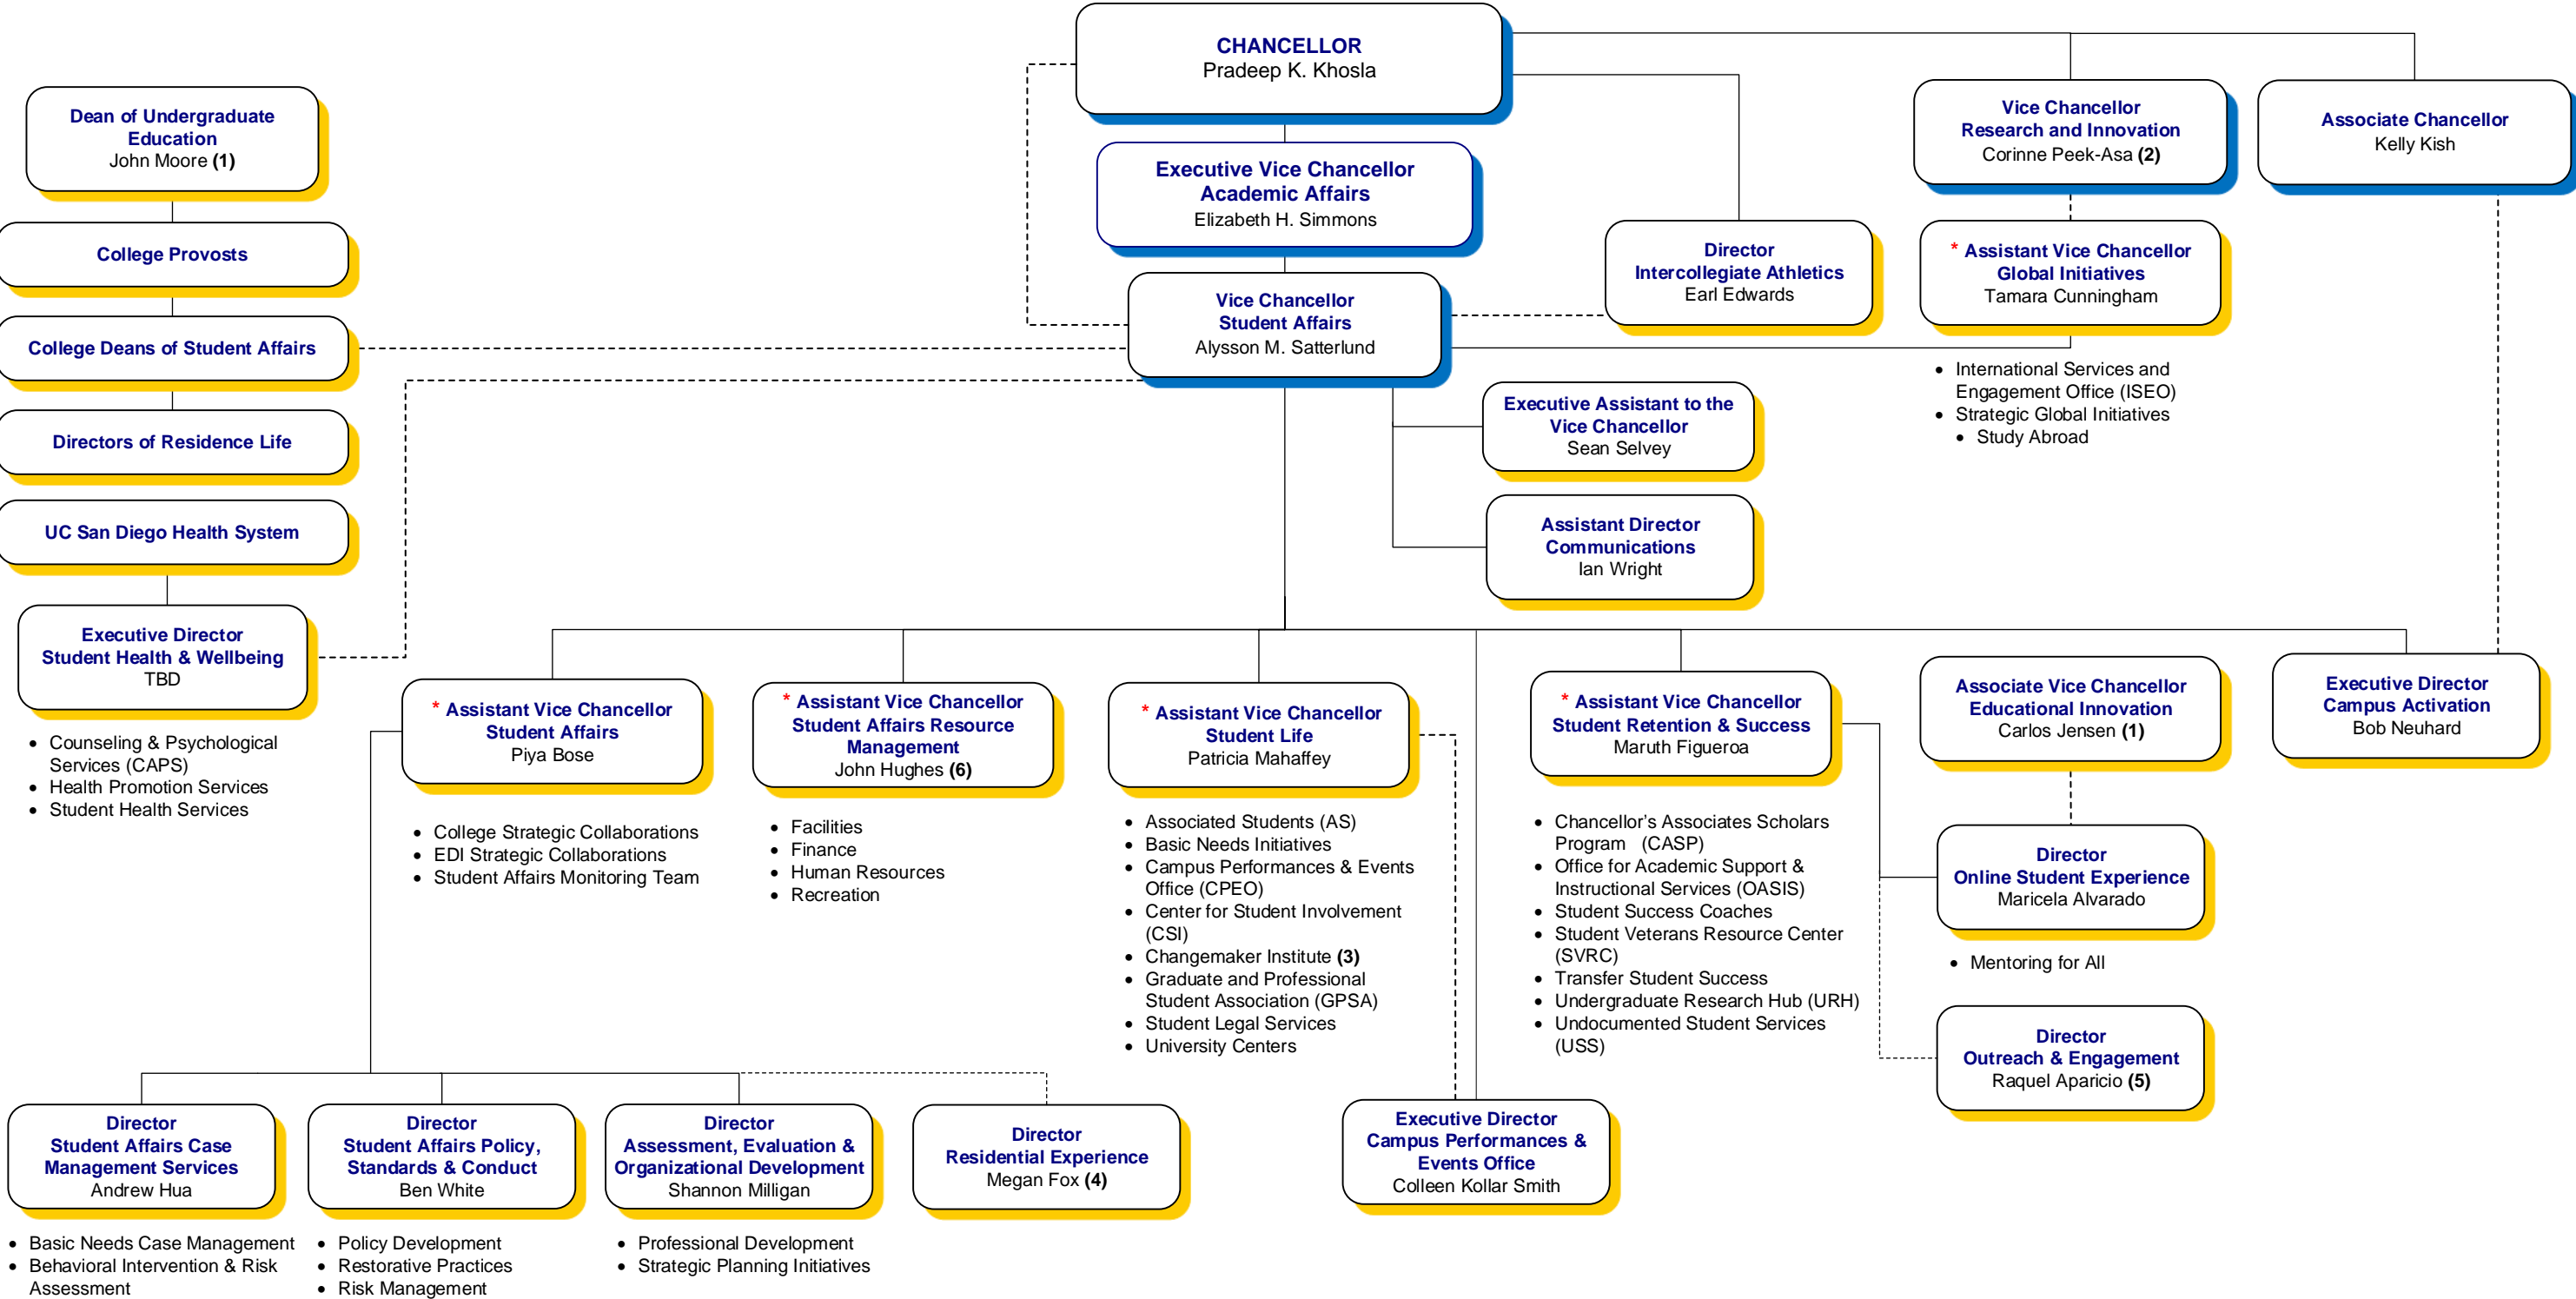 CHANCELLOR
Pradeep K. Khosla
Dean of Undergraduate
Education
John Moore (1)
Vice Chancellor
Research and Innovation
Corinne Peek-Asa (2)
Associate Chancellor
Kelly Kish
Executive Vice Chancellor
Academic Affairs
Elizabeth H. Simmons
College Provosts
Director
Intercollegiate Athletics
Earl Edwards
* Assistant Vice Chancellor
Global Initiatives
Tamara Cunningham
• International Services and
Engagement Office (ISEO)
• Strategic Global Initiatives
• Study Abroad
Vice Chancellor
Student Affairs
Alysson M. Satterlund
College Deans of Student Affairs
Directors of Residence Life
Executive Assistant to the
Vice Chancellor
Sean Selvey
UC San Diego Health System
Assistant Director
Communications
Ian Wright
Executive Director
Student Health & Wellbeing
TBD
• Counseling & Psychological
Services (CAPS)
• Health Promotion Services
• Student Health Services
* Assistant Vice Chancellor
Student Affairs
Piya Bose
• College Strategic Collaborations
• EDI Strategic Collaborations
• Student Affairs Monitoring Team
* Assistant Vice Chancellor
Student Affairs Resource
Management
John Hughes (6)
• Facilities
• Finance
• Human Resources
• Recreation
* Assistant Vice Chancellor
Student Life
Patricia Mahaffey
• Associated Students (AS)
• Basic Needs Initiatives
• Campus Performances & Events
Office (CPEO)
• Center for Student Involvement
(CSI)
• Changemaker Institute (3)
• Graduate and Professional
Student Association (GPSA)
• Student Legal Services
• University Centers
* Assistant Vice Chancellor
Student Retention & Success
Maruth Figueroa
• Chancellor's Associates Scholars
Program (CASP)
• Office for Academic Support &
Instructional Services (OASIS)
• Student Success Coaches
• Student Veterans Resource Center
(SVRC)
• Transfer Student Success
• Undergraduate Research Hub (URH)
• Undocumented Student Services
(USS)
Associate Vice Chancellor
Educational Innovation
Carlos Jensen (1)
Executive Director
Campus Activation
Bob Neuhard
Director
Online Student Experience
Maricela Alvarado
• Mentoring for All
Director
Outreach & Engagement
Raquel Aparicio (5)
Director
Student Affairs Case
Management Services
Andrew Hua
• Basic Needs Case Management
• Behavioral Intervention & Risk
Assessment
Director
Student Affairs Policy,
Standards & Conduct
Ben White
• Policy Development
• Restorative Practices
• Risk Management
Director
Assessment, Evaluation &
Organizational Development
Shannon Milligan
• Professional Development
• Strategic Planning Initiatives
Director
Residential Experience
Megan Fox (4)
Executive Director
Campus Performances &
Events Office
Colleen Kollar Smith